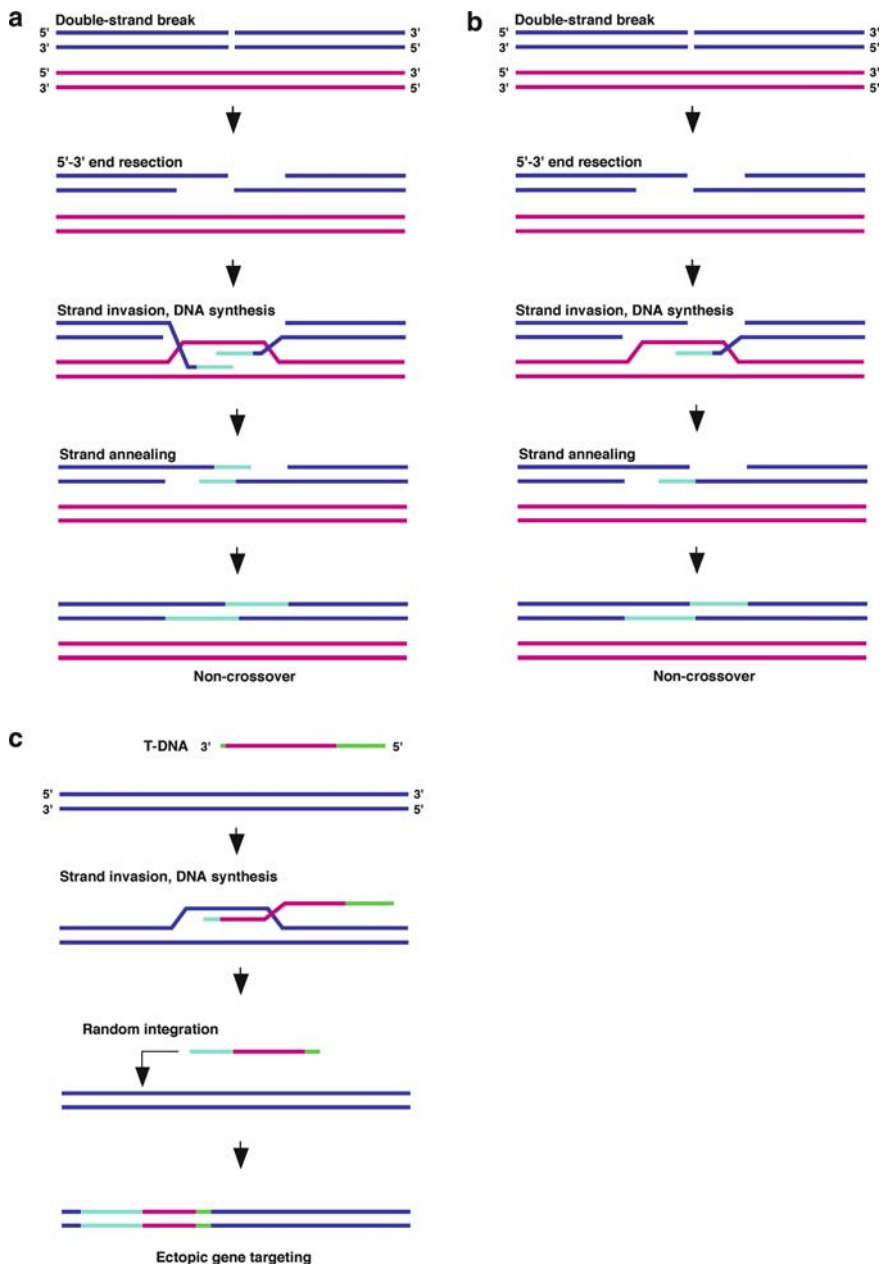 a
Double-strand break
5' 3'
3' 5'
5' 3'
3' 5'
5'-3' end resection
Strand invasion, DNA synthesis
Strand annealing
Non-crossover
b
Double-strand break
5' 3'
3' 5'
5' 3'
3' 5'
5'-3' end resection
Strand invasion, DNA synthesis
Strand annealing
Non-crossover
c
T-DNA 3' 5'
5' 3'
3' 5'
Strand invasion, DNA synthesis
Random integration
Ectopic gene targeting